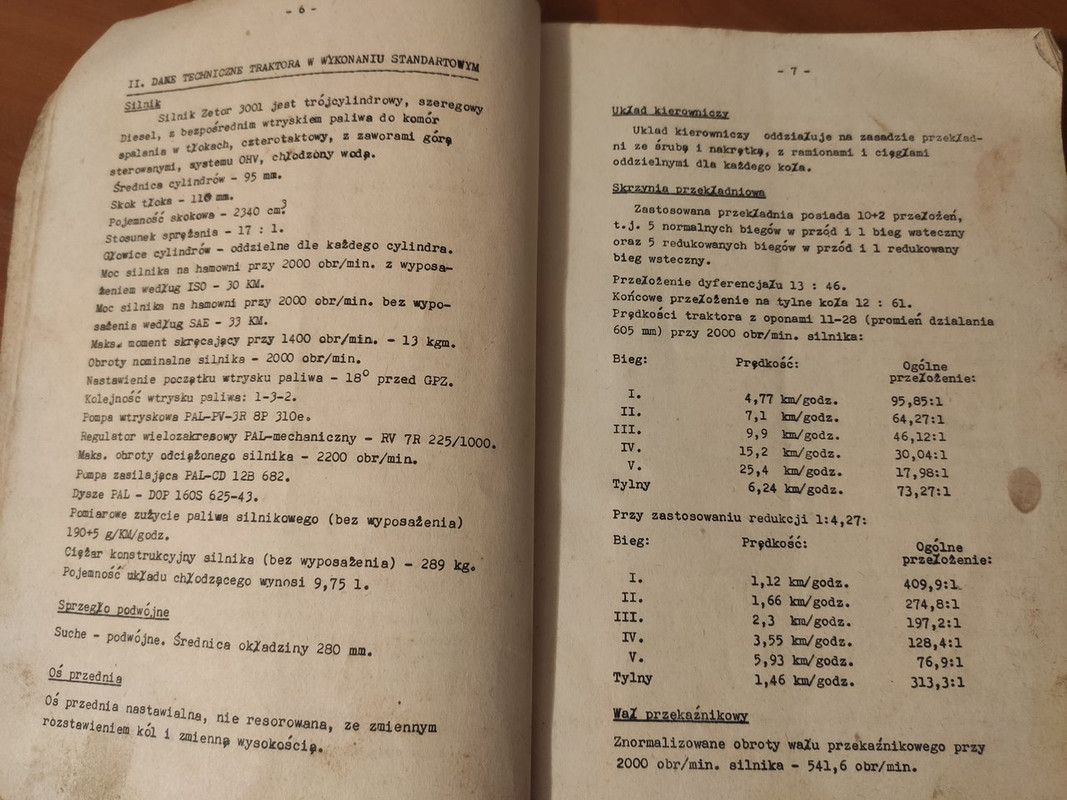 - 6 -
II. DANE TECHNICZNE TRAKTORA W WYKONANIU STANDARTOWYM
Silnik
Silnik Zetor 3001 jest trójcylindrowy, szeregowy
Diesel, z bezpośrednim wtryskiem paliwa do komór
spalania w tłokach, czterotaktowy, z zaworami górą
sterowanymi, systemu OHV, chłodzony wodą.
Średnica cylindrów - 95 mm.
Skok tłoka - 110 mm.
Pojemność skokowa - 2340 cm³.
Stosunek sprężania - 17 : 1.
Głowice cylindrów - oddzielne dla każdego cylindra.
Moc silnika na hamowni przy 2000 obr/min. z wyposa-
żeniem według ISO - 30 KM.
Moc silnika na hamowni przy 2000 obr/min. bez wypo-
sażenia według SAE - 33 KM.
Maks. moment skręcający przy 1400 obr/min. - 13 kgm.
Obroty nominalne silnika - 2000 obr/min.
Nastawienie początku wtrysku paliwa - 18° przed GPZ.
Kolejność wtrysku paliwa: 1-3-2.
Pompa wtryskowa PAL-PV-3R 8P 310e.
Regulator wielozakresowy PAL-mechaniczny - RV 7R 225/1000.
Maks. obroty odciążonego silnika - 2200 obr/min.
Pompa zasilająca PAL-CD 12B 682.
Dysze PAL - DOP 160S 625-43.
Pomiarowe zużycie paliwa silnikowego (bez wyposażenia)
190+5 g/KM/godz.
Ciężar konstrukcyjny silnika (bez wyposażenia) - 289 kg.
Pojemność układu chłodzącego wynosi 9,75 l.
Sprzęgło podwójne
Suche - podwójne. Średnica okładziny 280 mm.
Oś przednia
Oś przednia nastawialna, nie resorowana, ze zmiennym
rozstawieniem kół i zmienną wysokością.
- 7 -
Układ kierowniczy
Uklad kierowniczy oddziałuje na zasadzie przekład-
ni ze śrubą i nakrętką, z ramionami i cięgłami
oddzielnymi dla każdego koła.
Skrzynia przekładniowa
Zastosowana przekładnia posiada 10+2 przełożeń,
t.j. 5 normalnych biegów w przód i 1 bieg wsteczny
oraz 5 redukowanych biegów w przód i 1 redukowany
bieg wsteczny.
Przełożenie dyferencjału 13 : 46.
Końcowe przełożenie na tylne koła 12 : 61.
Prędkości traktora z oponami 11-28 (promień dzialania
605 mm) przy 2000 obr/min. silnika:
Bieg: Prędkość: Ogólne
przełożenie:
I. 4,77 km/godz. 95,85:1
II. 7,1 km/godz. 64,27:1
III. 9,9 km/godz. 46,12:1
IV. 15,2 km/godz. 30,04:1
V. 25,4 km/godz. 17,98:1
Tylny 6,24 km/godz. 73,27:1
Przy zastosowaniu redukcji 1:4,27:
Bieg: Prędkość: Ogólne
przełożenie:
I. 1,12 km/godz. 409,9:1.
II. 1,66 km/godz. 274,8:1
III. 2,3 km/godz. 197,2:1
IV. 3,55 km/godz. 128,4:1
V. 5,93 km/godz. 76,9:1
Tylny 1,46 km/godz. 313,3:1
Wał przekaźnikowy
Znormalizowane obroty wału przekaźnikowego przy
2000 obr/min. silnika - 541,6 obr/min.